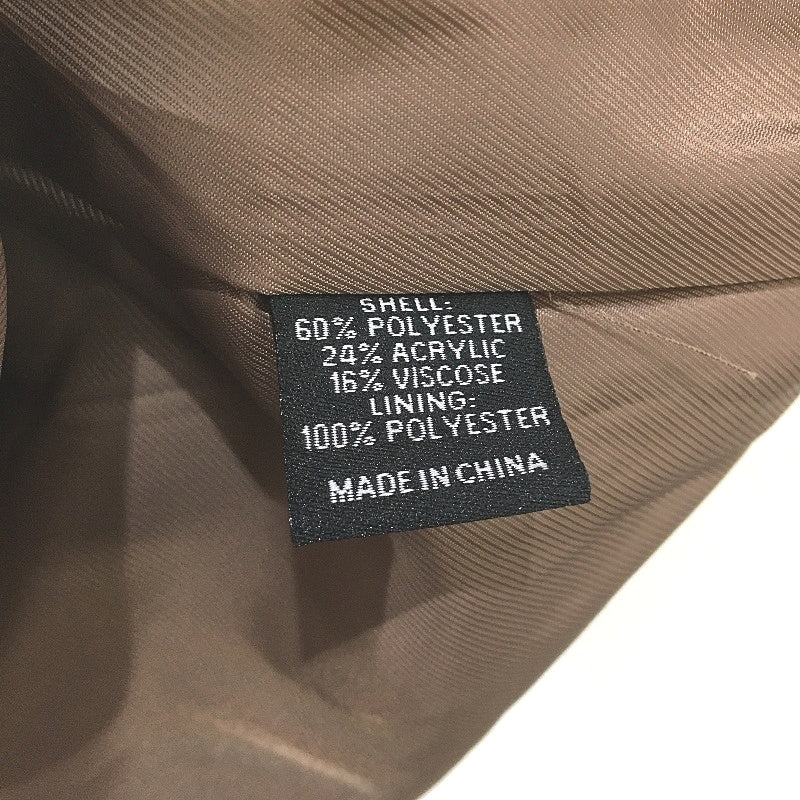 SHELL:
60% POLYESTER
24% ACRYLIC
16% VISCOSE
LINING:
100% POLYESTER
MADE IN CHINA